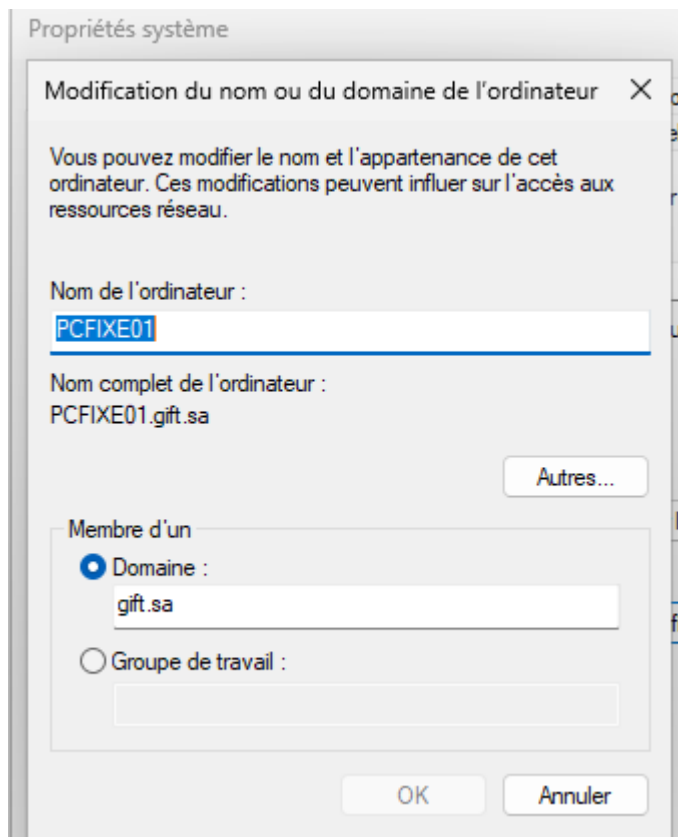 Propriétés système
Modification du nom ou du domaine de l'ordinateur
Vous pouvez modifier le nom et l'appartenance de cet
ordinateur. Ces modifications peuvent influer sur l'accès aux
ressources réseau.
Nom de l'ordinateur :
PCFIXE01
Nom complet de l'ordinateur :
PCFIXE01.gift.sa
Autres...
Membre d'un
Domaine :
gift.sa
Groupe de travail :
OK
Annuler